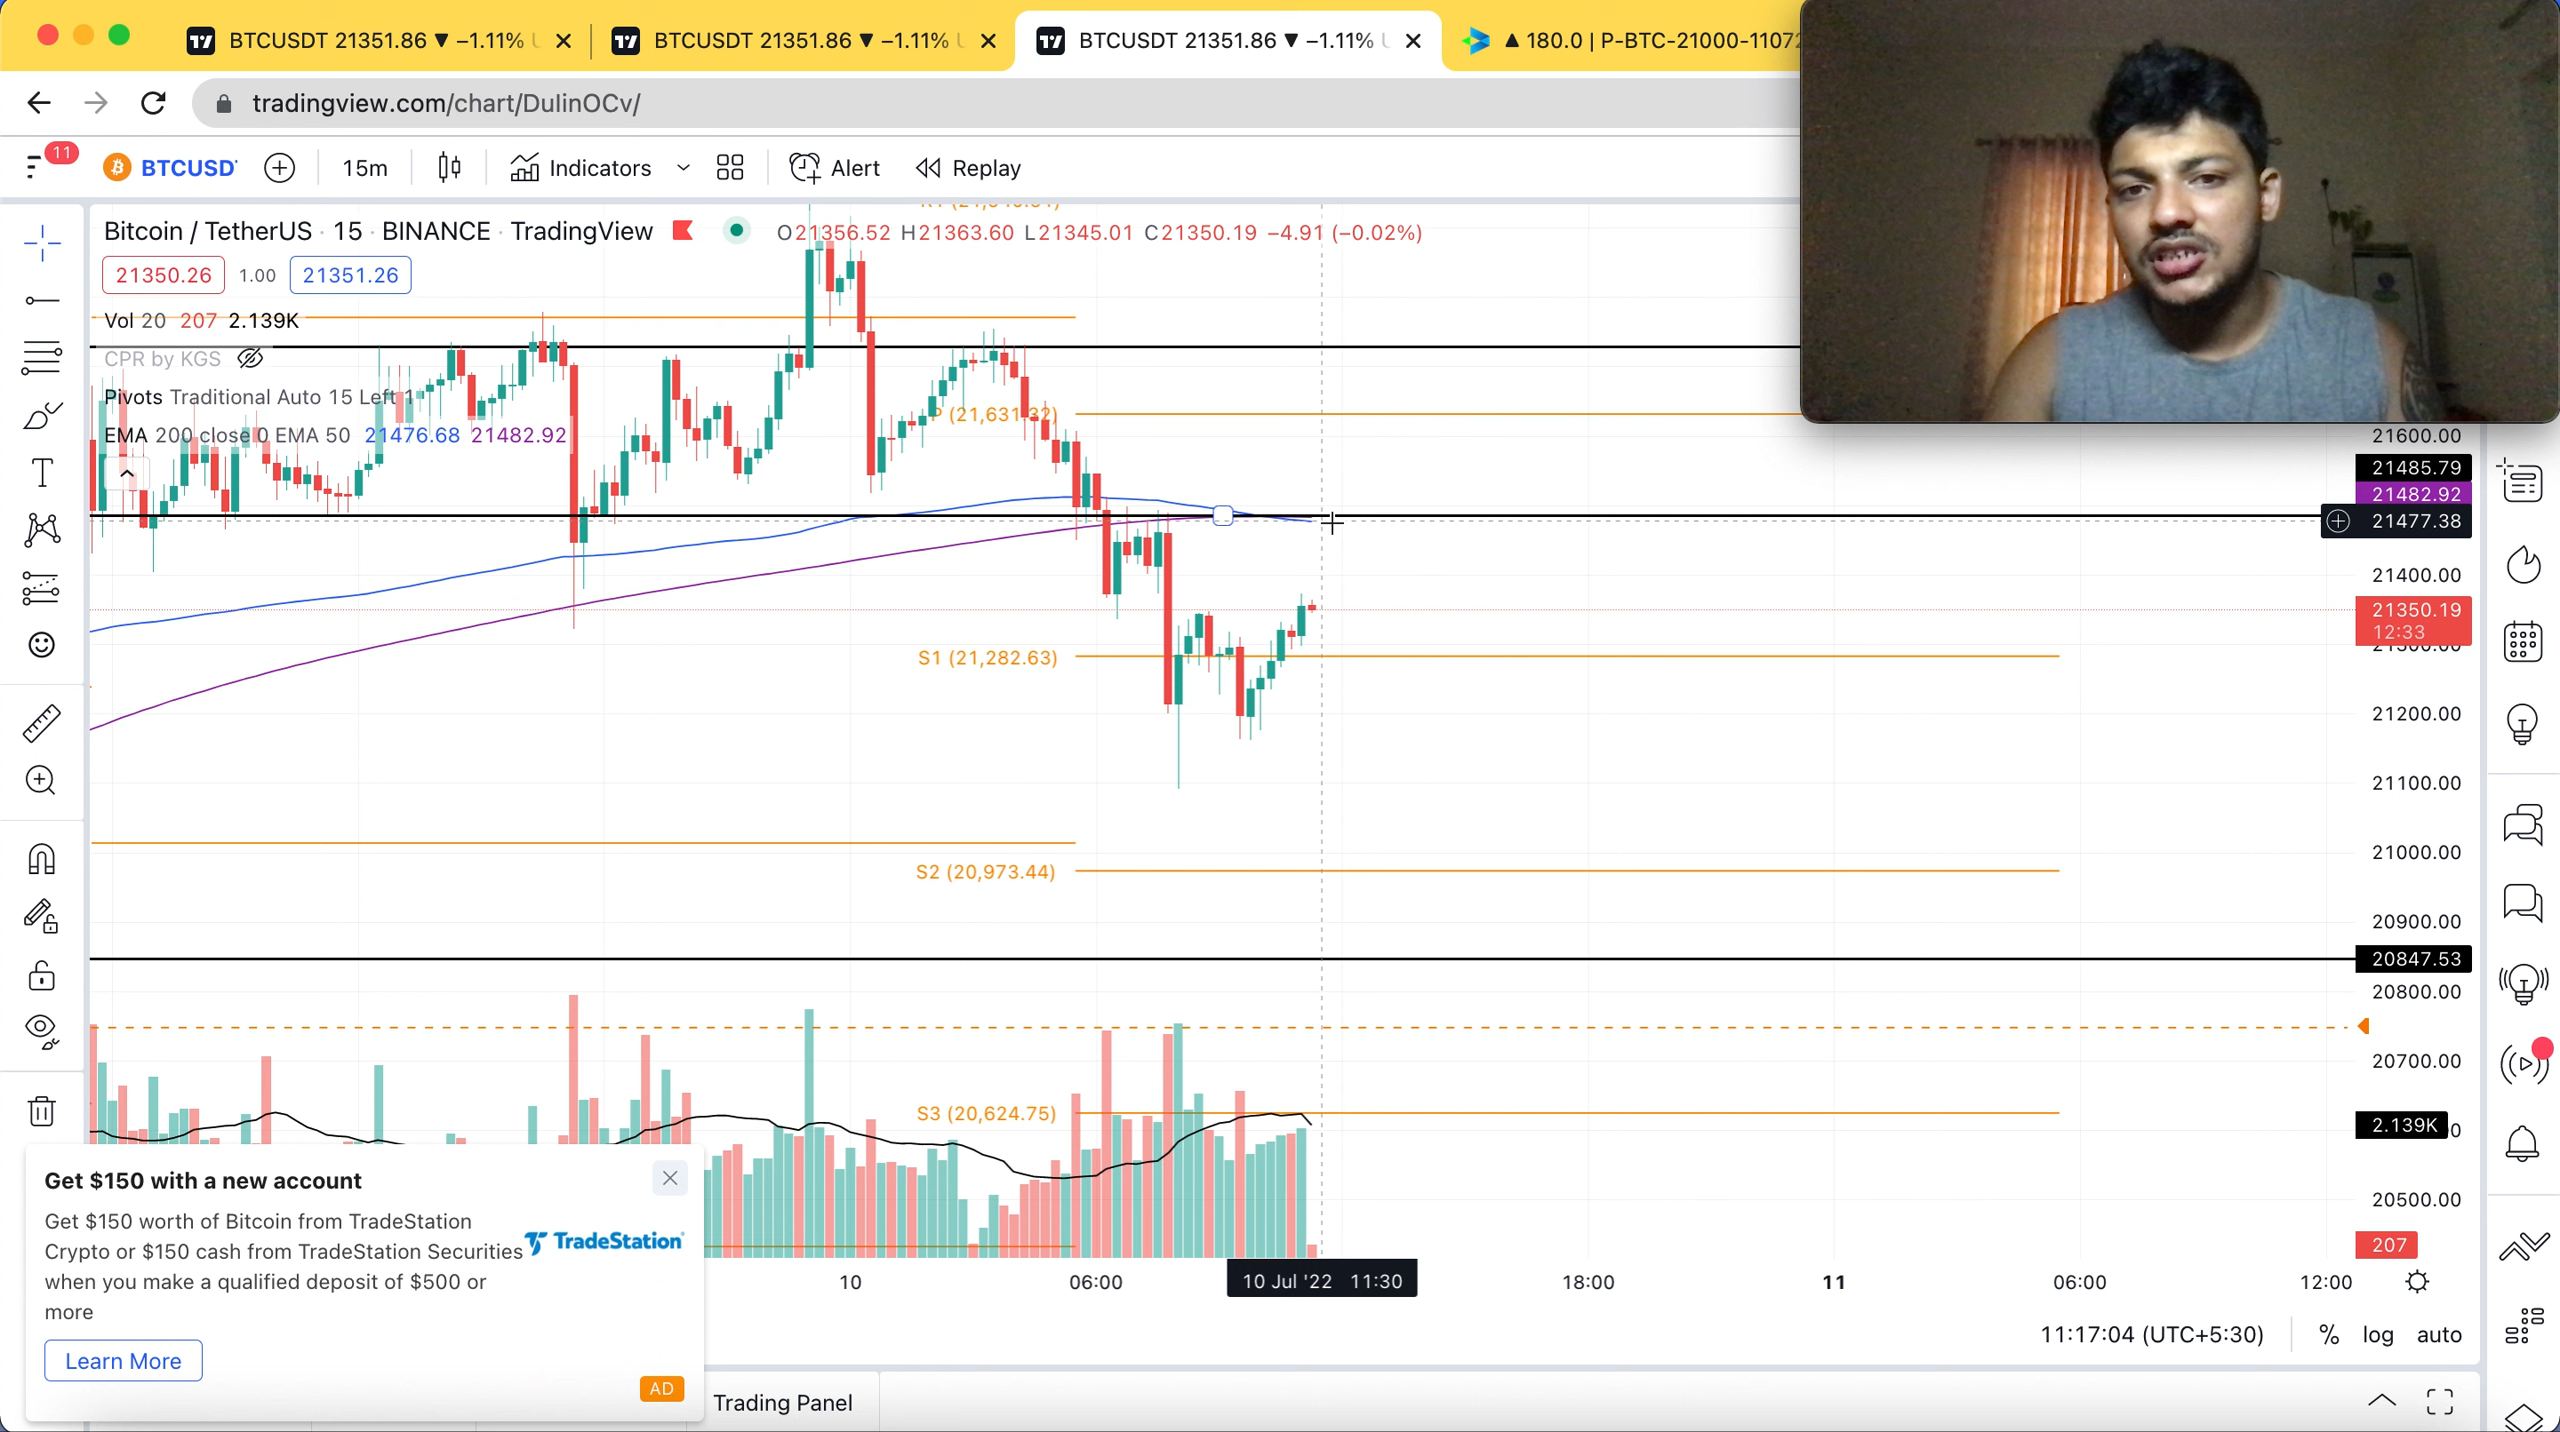 BTCUSDT 21351.86 ▼ −1.11%
BTCUSDT 21351.86 ▼ −1.11%
BTCUSDT 21351.86 ▼ −1.11%
▲ 180.0 | P-BTC-21000-11072
tradingview.com/chart/DuIinOCv/
11
BTCUSD
15m
Indicators
Alert
Replay
Bitcoin / TetherUS · 15 · BINANCE · TradingView
O21356.52 H21363.60 L21345.01 C21350.19 −4.91 (−0.02%)
21350.26
1.00
21351.26
Vol 20 207 2.139K
CPR by KGS
Pivots Traditional Auto 15 Left 1
P (21,631.32)
EMA 200 close 0 EMA 50 21476.68 21482.92
21600.00
21485.79
21482.92
21477.38
21400.00
21350.19
12:33
21300.00
S1 (21,282.63)
21200.00
21100.00
21000.00
S2 (20,973.44)
20900.00
20847.53
20800.00
20700.00
S3 (20,624.75)
2.139K
20500.00
207
10
06:00
10 Jul '22 11:30
18:00
11
06:00
12:00
11:17:04 (UTC+5:30)
%
log
auto
Get $150 with a new account
Get $150 worth of Bitcoin from TradeStation
Crypto or $150 cash from TradeStation Securities
when you make a qualified deposit of $500 or
more
TradeStation
Learn More
AD
Trading Panel